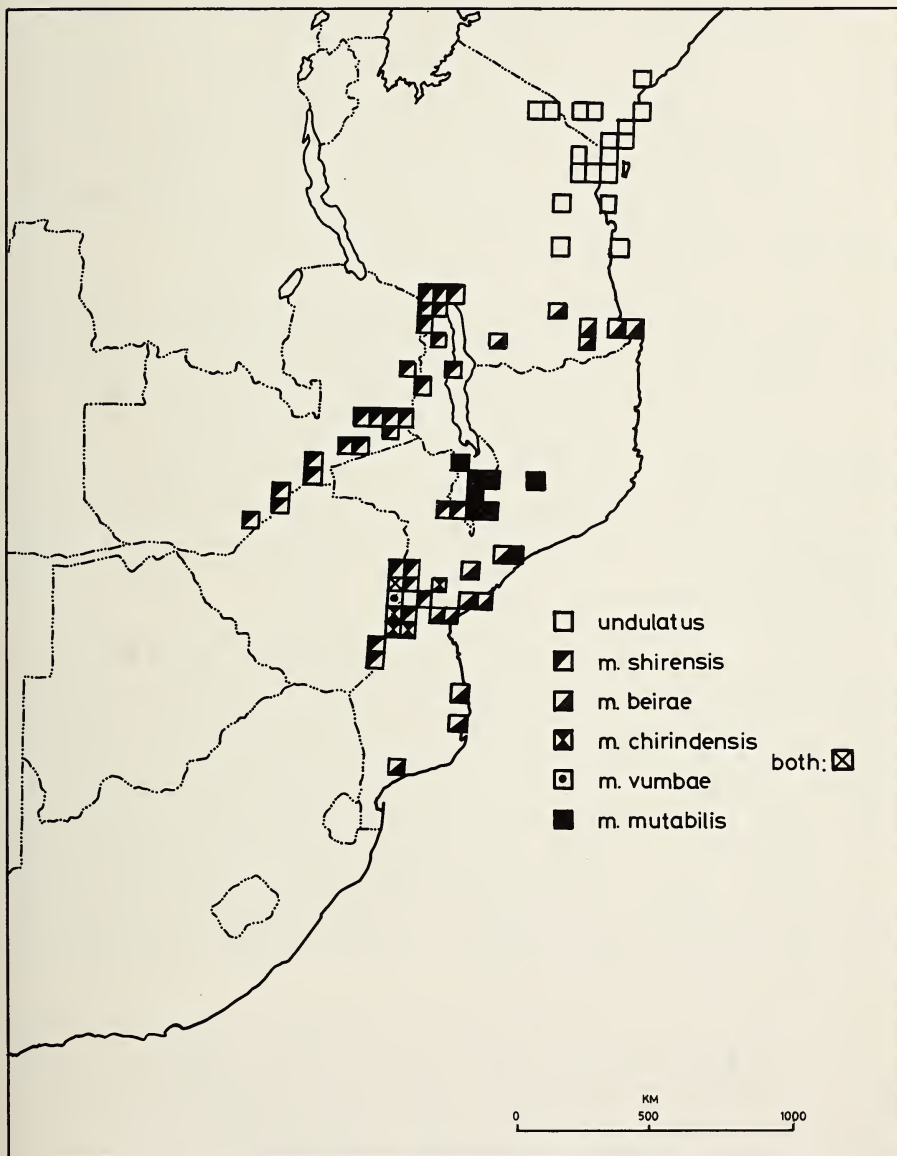 undulatus
m. shirensis
m. beirae
m. chirindensis
both:
m. vumbae
m. mutabilis
KM
0 500 1000